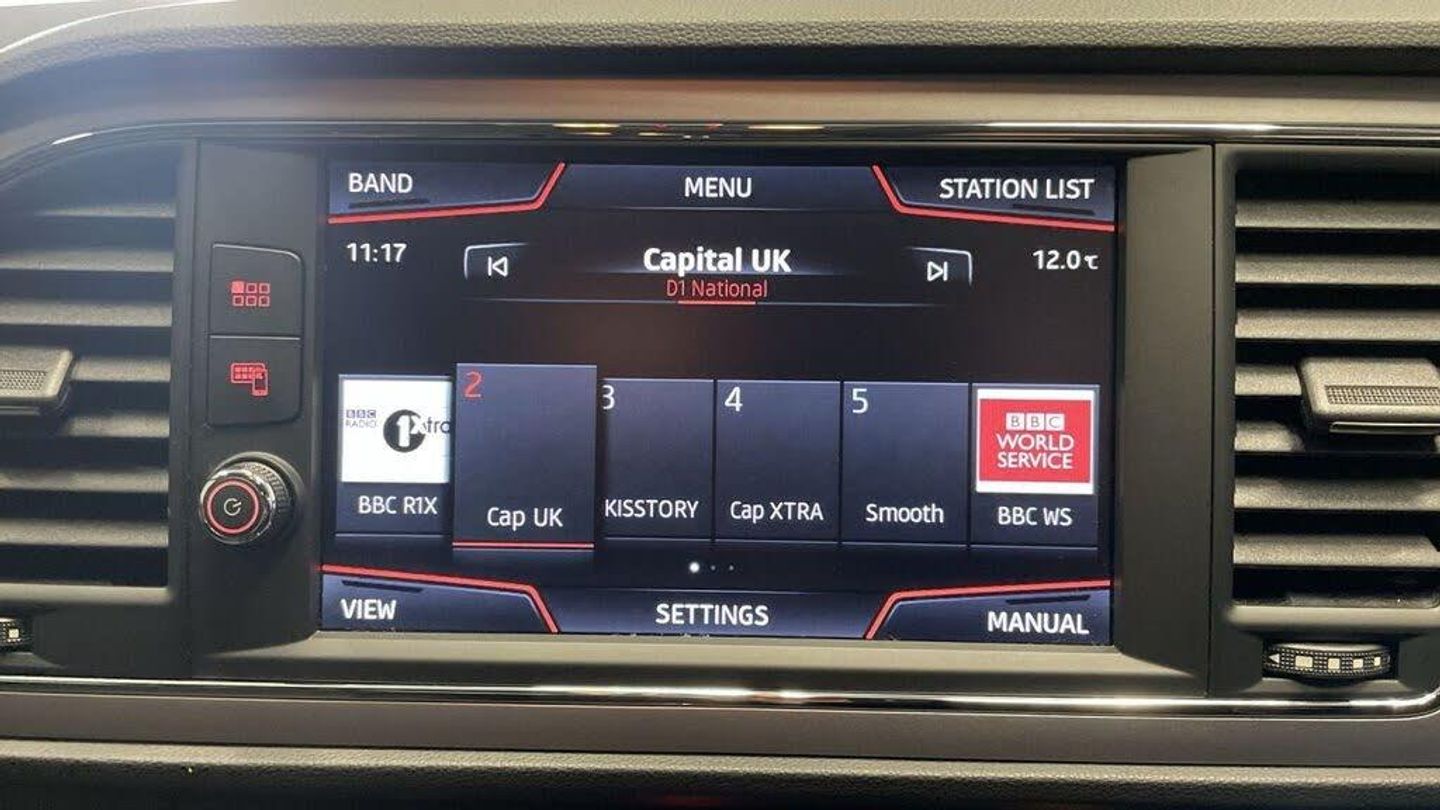 BAND
MENU
STATION LIST
11:17
Capital UK
12.0℃
D1 National
BBC
RADIO
1Xtra
BBC R1X
2
Cap UK
3
KISSTORY
4
Cap XTRA
5
Smooth
BBC
WORLD
SERVICE
BBC WS
VIEW
SETTINGS
MANUAL